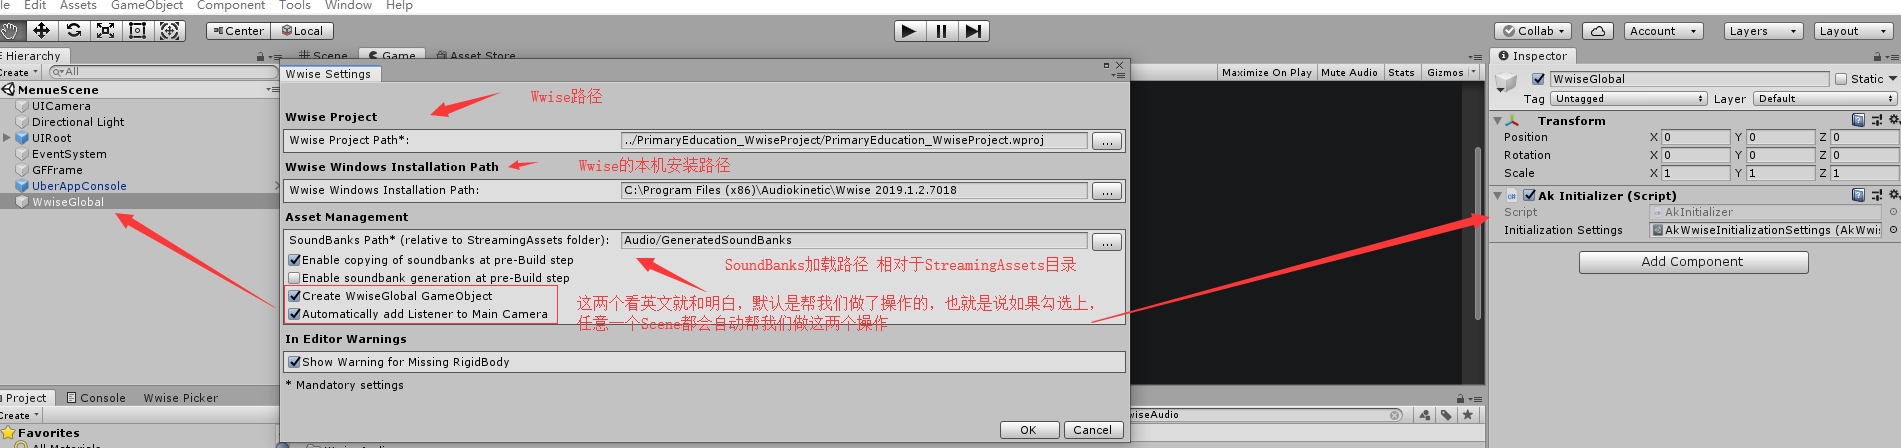 le Edit Assets GameObject Component Tools Window Help
Center Local
Collab Account Layers Layout
Hierarchy
Scene Game Asset Store
Inspector
Create All
Wwise Settings
Maximize On Play Mute Audio Stats Gizmos
WwiseGlobal Static
MenueScene
UICamera
Directional Light
UIRoot
EventSystem
GFFrame
UberAppConsole
WwiseGlobal
Tag Untagged Layer Default
Transform
Position X 0 Y 0 Z 0
Rotation X 0 Y 0 Z 0
Scale X 1 Y 1 Z 1
Ak Initializer (Script)
Script AkInitializer
Initialization Settings AkWwiseInitializationSettings (AkWwis
Add Component
Wwise路径
Wwise Project
Wwise Project Path*: ../PrimaryEducation_WwiseProject/PrimaryEducation_WwiseProject.wproj ...
Wwise Windows Installation Path
Wwise的本机安装路径
Wwise Windows Installation Path: C:\Program Files (x86)\Audiokinetic\Wwise 2019.1.2.7018 ...
Asset Management
SoundBanks Path* (relative to StreamingAssets folder): Audio/GeneratedSoundBanks ...
Enable copying of soundbanks at pre-Build step
SoundBanks加载路径 相对于StreamingAssets目录
Enable soundbank generation at pre-Build step
Create WwiseGlobal GameObject
Automatically add Listener to Main Camera
这两个看英文就和明白，默认是帮我们做了操作的，也就是说如果勾选上，
任意一个Scene都会自动帮我们做这两个操作
In Editor Warnings
Show Warning for Missing RigidBody
* Mandatory settings
OK Cancel
Project Console Wwise Picker
Create
wiseAudio
Favorites